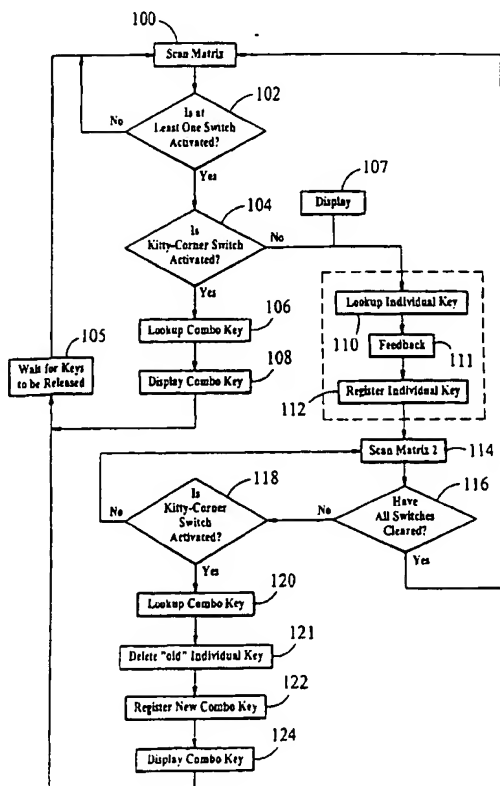 100
Scan Matrix
102
Is at
Least One Switch
Activated?
No
Yes
107
Display
104
Is
Kitty-Corner Switch
Activated?
No
Yes
106
Lookup Combo Key
Lookup Individual Key
110
105
Wait for Keys
to be Released
108
Display Combo Key
Feedback
111
112
Register Individual Key
Scan Matrix 2
114
118
Is
Kitty-Corner
Switch
Activated?
No
Yes
116
Have
All Switches
Cleared?
No
Yes
120
Lookup Combo Key
121
Delete "old" Individual Key
122
Register New Combo Key
124
Display Combo Key